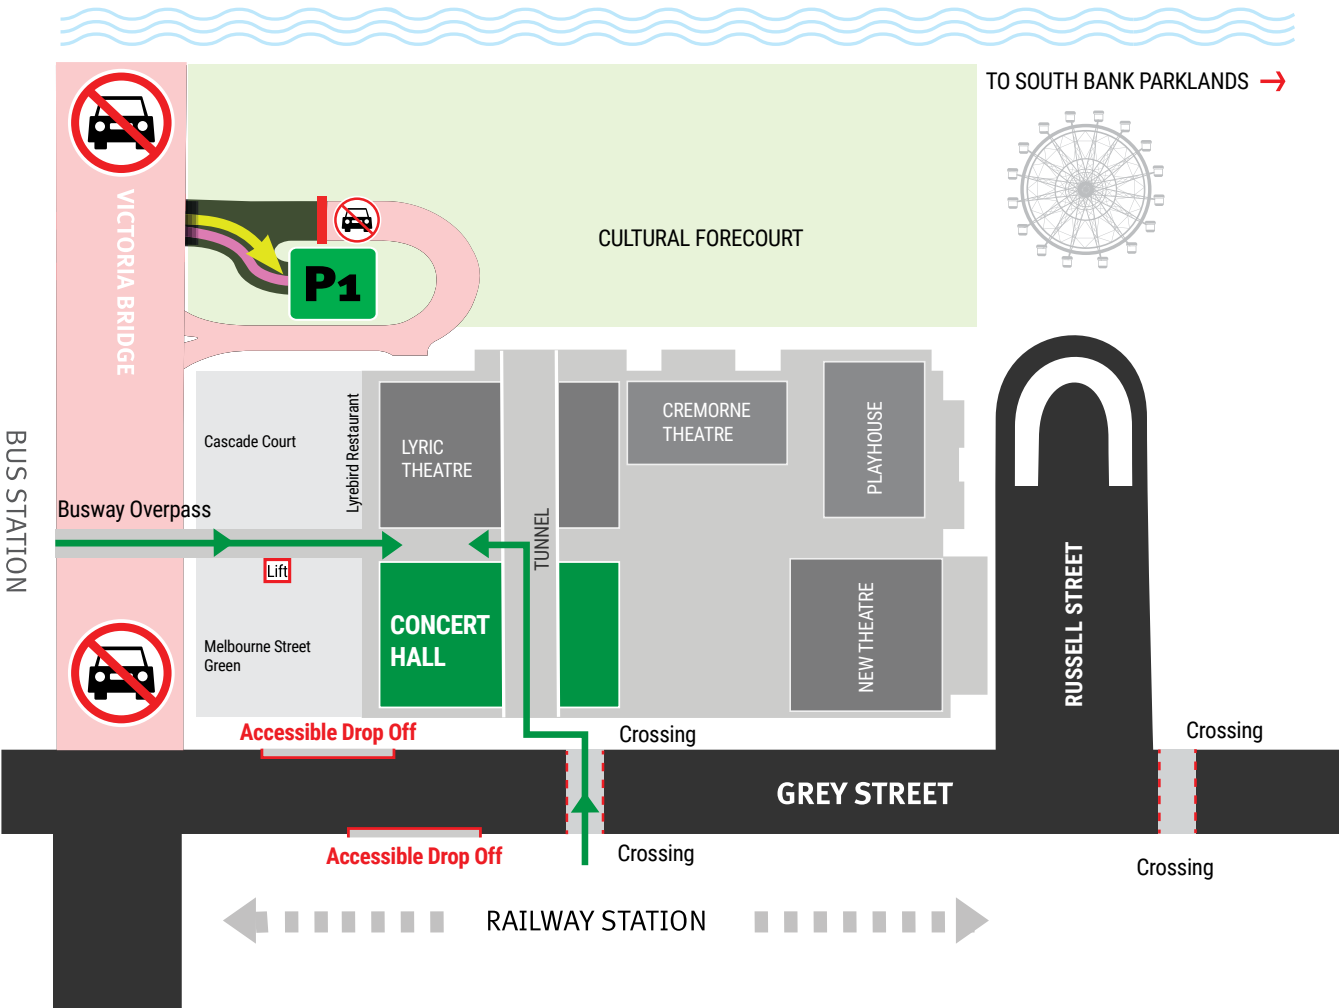 TO SOUTH BANK PARKLANDS
VICTORIA BRIDGE
P1
CULTURAL FORECOURT
BUS STATION
Busway Overpass
Cascade Court
Lyrebird Restaurant
LYRIC
THEATRE
CREMORNE
THEATRE
PLAYHOUSE
TUNNEL
Lift
Melbourne Street
Green
CONCERT
HALL
NEW THEATRE
RUSSELL STREET
Accessible Drop Off
Crossing
Crossing
GREY STREET
Accessible Drop Off
Crossing
Crossing
RAILWAY STATION